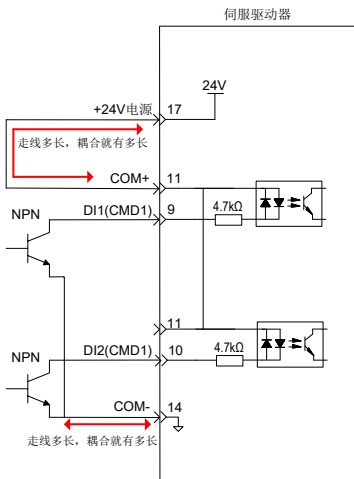 伺服驱动器
24V
+24V电源
17
走线多长，耦合就有多长
COM+
11
NPN
DI1(CMD1)
9
4.7kΩ
11
NPN
DI2(CMD1)
10
4.7kΩ
COM-
14
走线多长，耦合就有多长